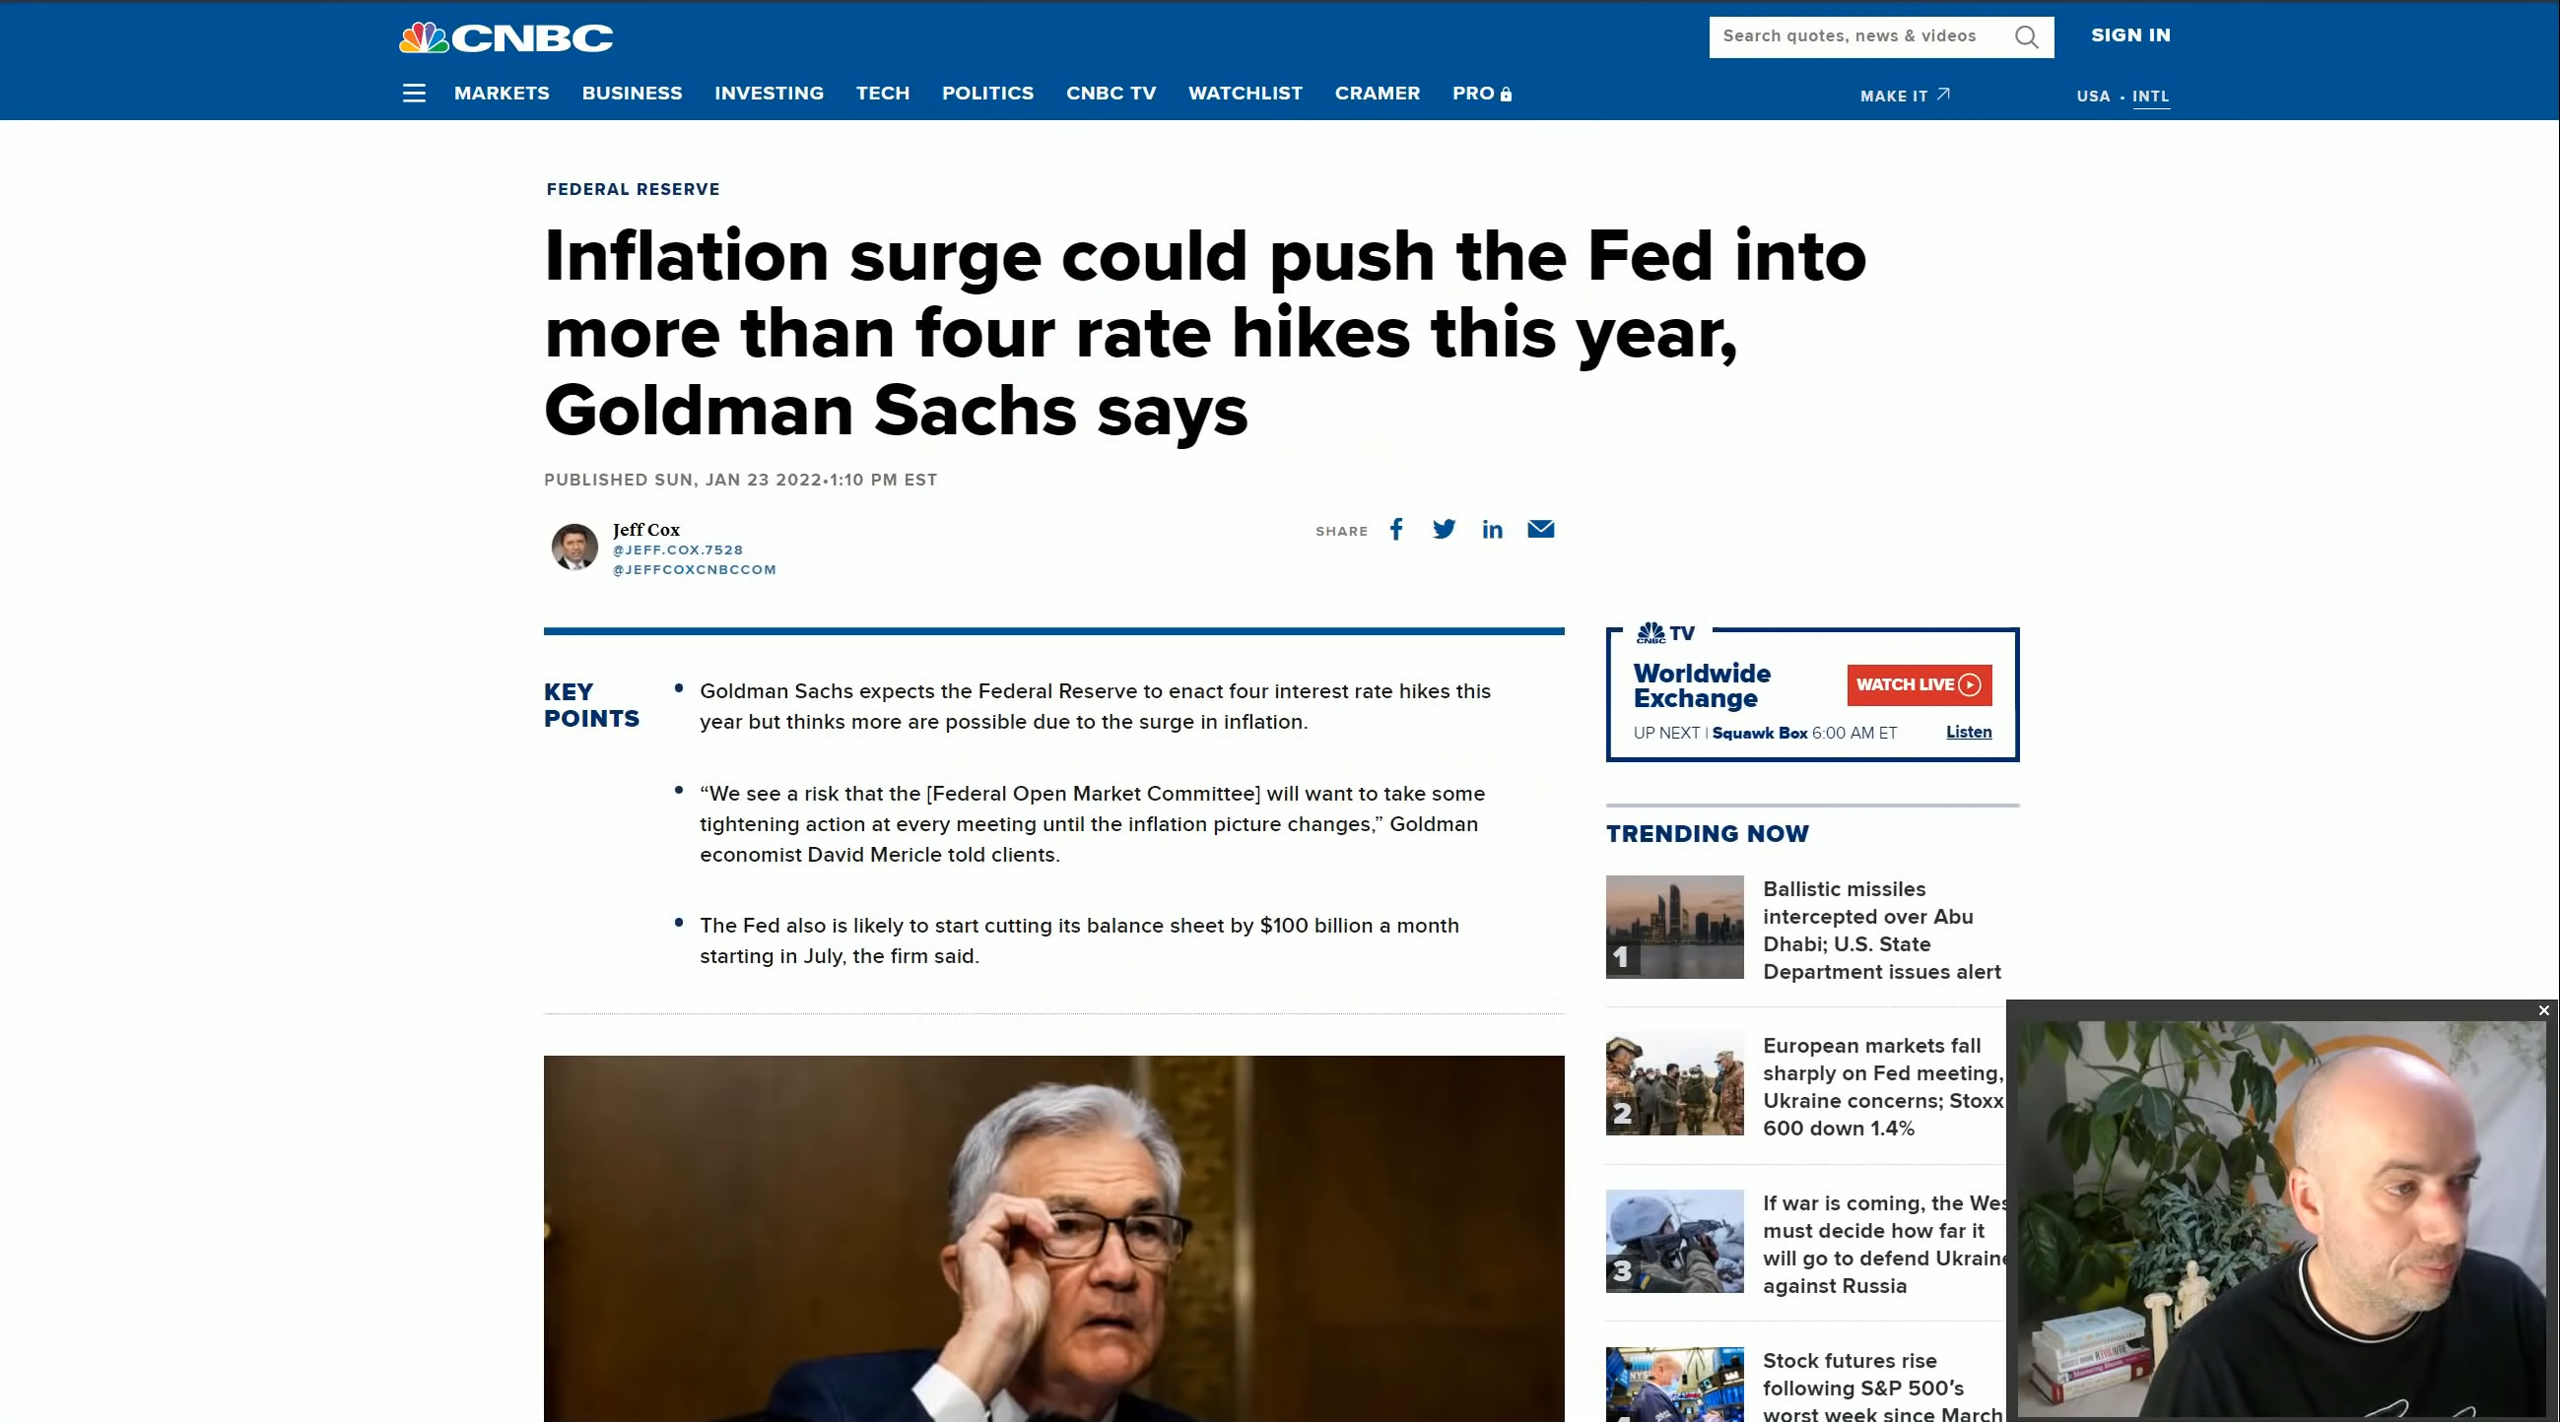 CNBC
Search quotes, news & videos
SIGN IN
MARKETS BUSINESS INVESTING TECH POLITICS CNBC TV WATCHLIST CRAMER PRO
MAKE IT
USA • INTL
FEDERAL RESERVE
Inflation surge could push the Fed into
more than four rate hikes this year,
Goldman Sachs says
PUBLISHED SUN, JAN 23 2022•1:10 PM EST
Jeff Cox
@JEFF.COX.7528
@JEFFCOXCNBCCOM
SHARE
KEY
POINTS
• Goldman Sachs expects the Federal Reserve to enact four interest rate hikes this
year but thinks more are possible due to the surge in inflation.
• “We see a risk that the [Federal Open Market Committee] will want to take some
tightening action at every meeting until the inflation picture changes,” Goldman
economist David Mericle told clients.
• The Fed also is likely to start cutting its balance sheet by $100 billion a month
starting in July, the firm said.
CNBC TV
Worldwide
Exchange
WATCH LIVE
UP NEXT | Squawk Box 6:00 AM ET
Listen
TRENDING NOW
1
Ballistic missiles
intercepted over Abu
Dhabi; U.S. State
Department issues alert
2
European markets fall
sharply on Fed meeting,
Ukraine concerns; Stoxx
600 down 1.4%
3
If war is coming, the Wes
must decide how far it
will go to defend Ukraine
against Russia
Stock futures rise
following S&P 500's
worst week since March